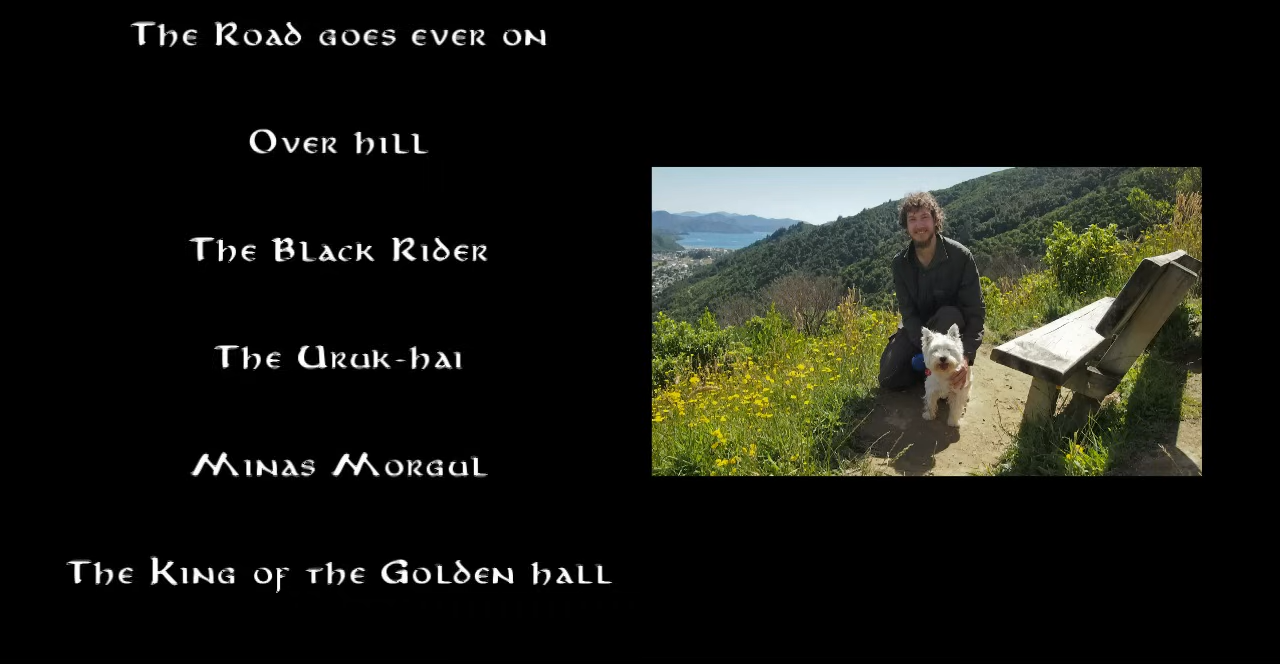 The Road goes ever on
Over hill
The Black Rider
The Uruk-hai
Minas Morgul
The King of the Golden hall